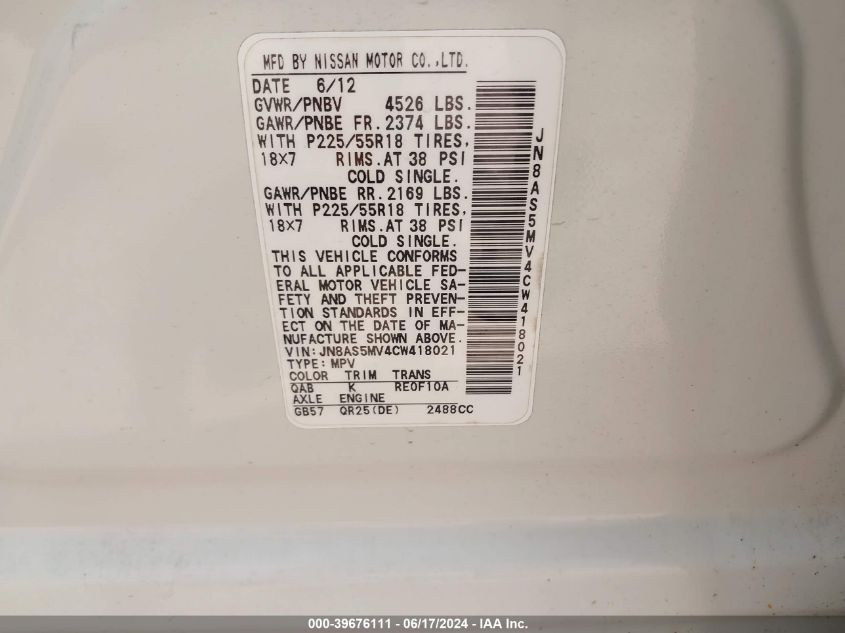 MFD BY NISSAN MOTOR CO.,LTD.
DATE 6/12
GVWR/PNBV 4526 LBS.
GAWR/PNBE FR. 2374 LBS.
WITH P225/55R18 TIRES,
18X7 RIMS. AT 38 PSI
COLD SINGLE.
GAWR/PNBE RR. 2169 LBS.
WITH P225/55R18 TIRES,
18X7 RIMS. AT 38 PSI
COLD SINGLE.
THIS VEHICLE CONFORMS
TO ALL APPLICABLE FED-
ERAL MOTOR VEHICLE SA-
FETY AND THEFT PREVEN-
TION STANDARDS IN EFF-
ECT ON THE DATE OF MA-
NUFACTURE SHOWN ABOVE.
VIN: JN8AS5MV4CW418021
TYPE: MPV
COLOR TRIM TRANS
QAB K RE0F10A
AXLE ENGINE
GB57 QR25(DE) 2488CC
JN8AS5MV4CW418021
000-39676111 - 06/17/2024 - IAA Inc.